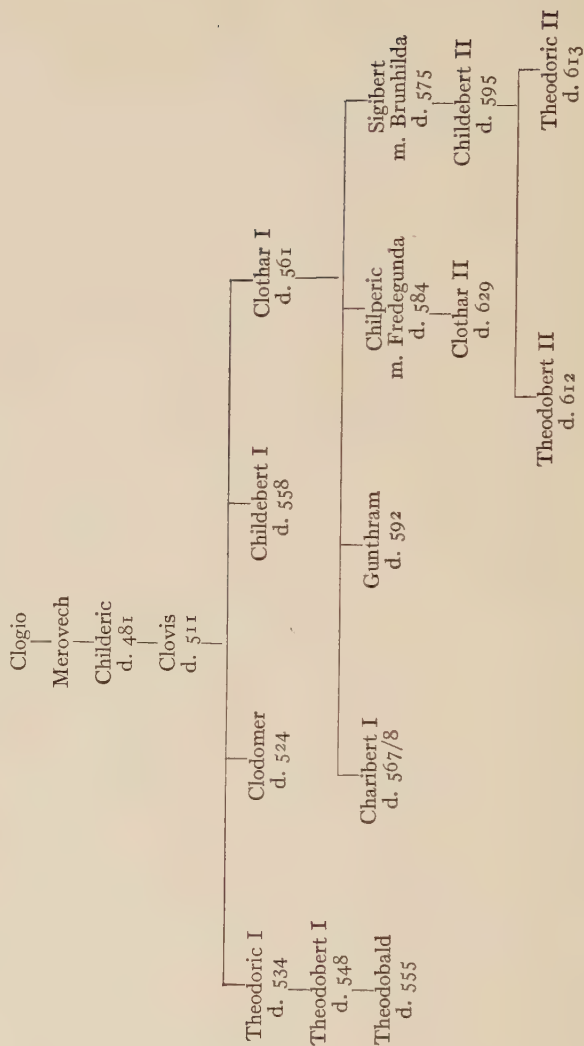 Clogio
Merovech
Childeric
d. 481
Clovis
d. 511
Theodoric I
d. 534
Clodomer
d. 524
Childebert I
d. 558
Clothar I
d. 561
Theodobert I
d. 548
Theodobald
d. 555
Charibert I
d. 567/8
Gunthram
d. 592
Chilperic
m. Fredegunda
d. 584
Sigibert
m. Brunhilda
d. 575
Clothar II
d. 629
Childebert II
d. 595
Theodobert II
d. 612
Theodoric II
d. 613